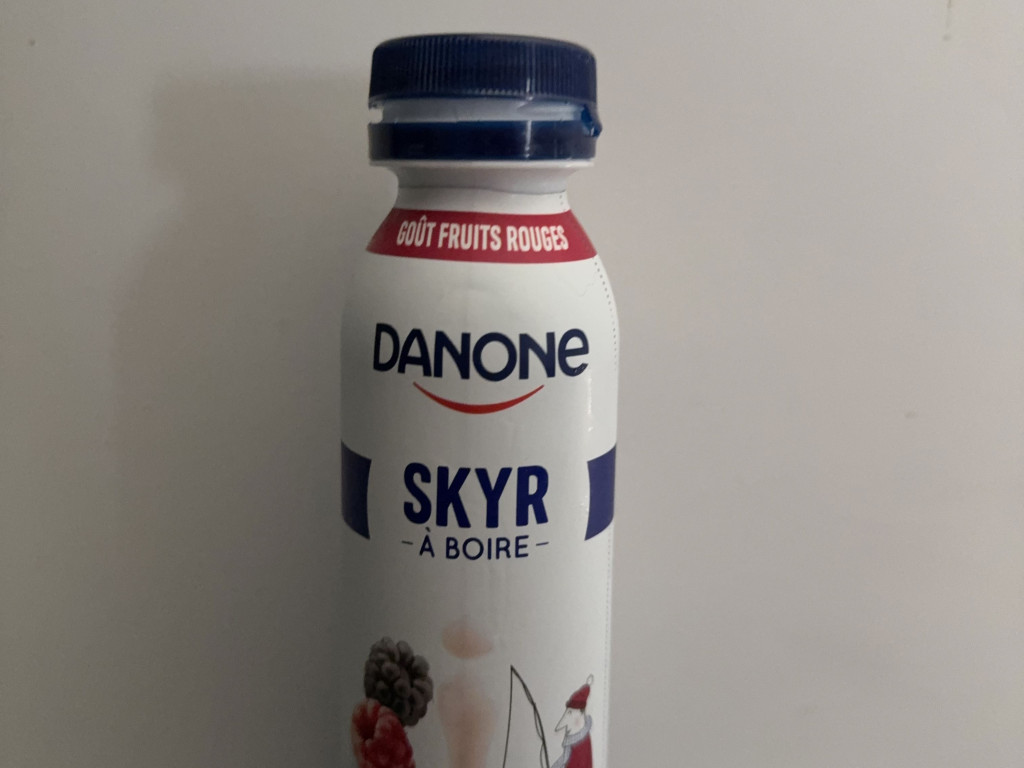 GOÛT FRUITS ROUGES
DANONE
SKYR
- À BOIRE -